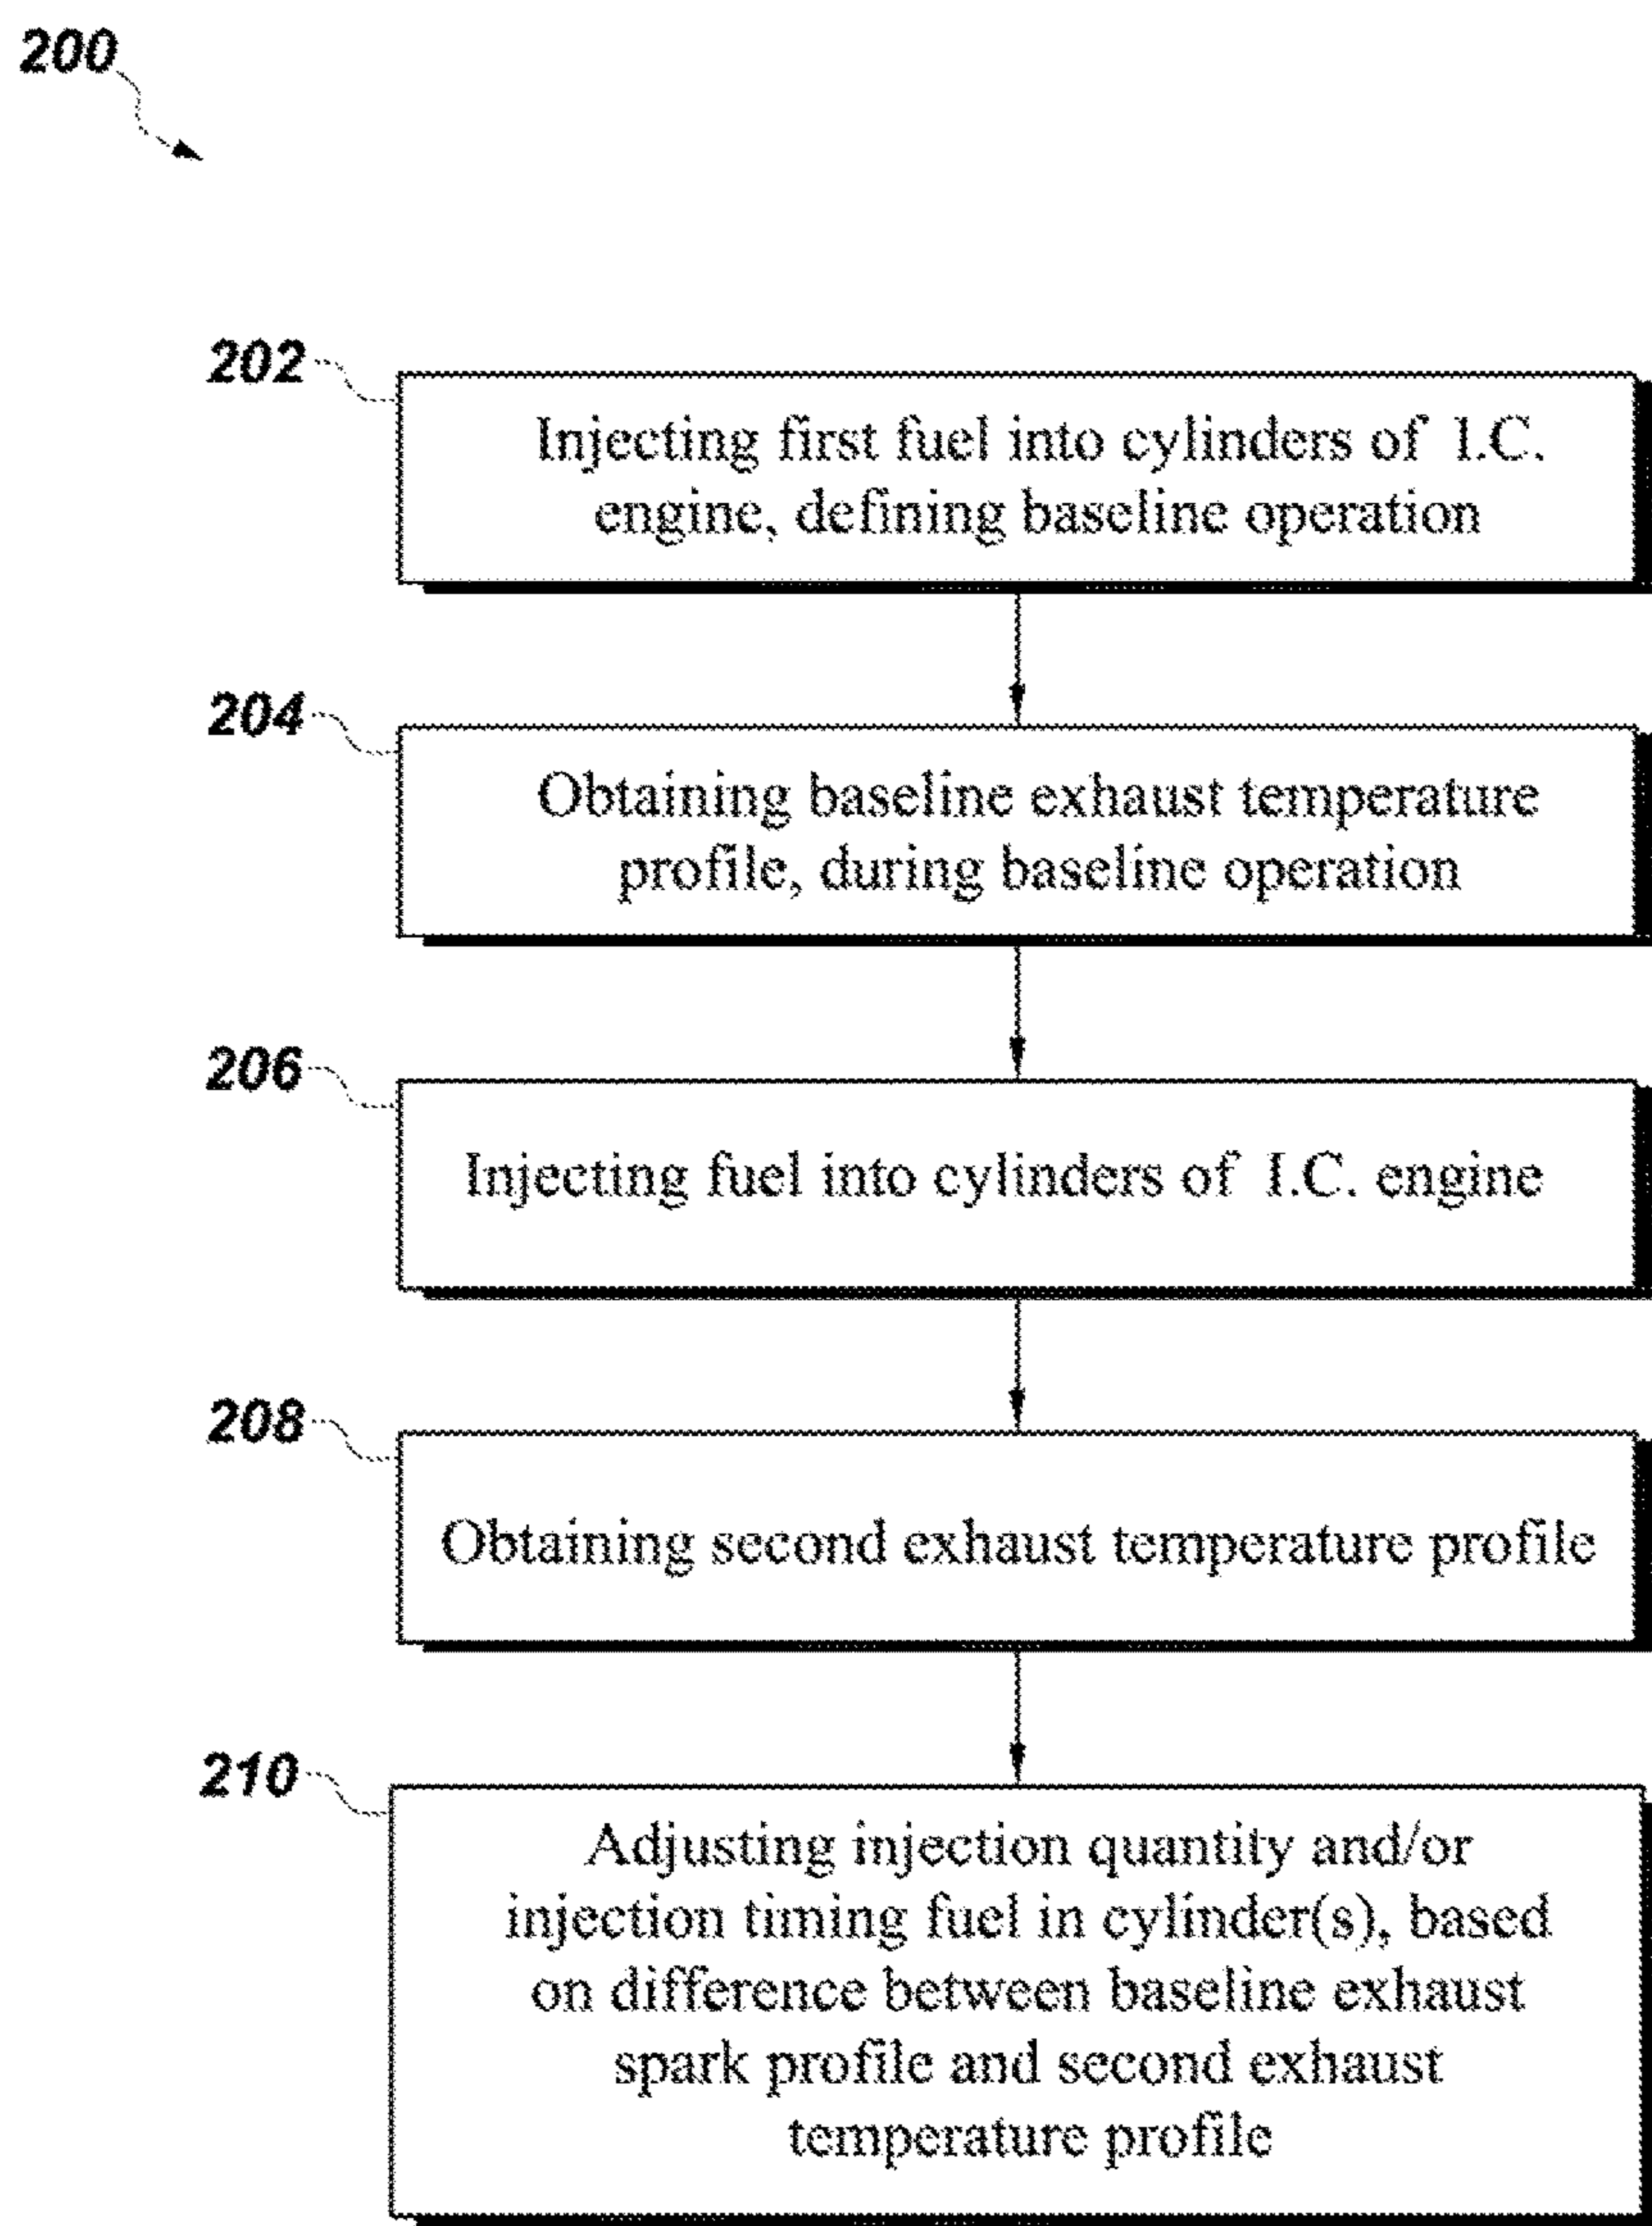 200
202
Injecting first fuel into cylinders of I.C.
engine, defining baseline operation
204
Obtaining baseline exhaust temperature
profile, during baseline operation
206
Injecting fuel into cylinders of I.C. engine
208
Obtaining second exhaust temperature profile
210
Adjusting injection quantity and/or
injection timing fuel in cylinder(s), based
on difference between baseline exhaust
spark profile and second exhaust
temperature profile